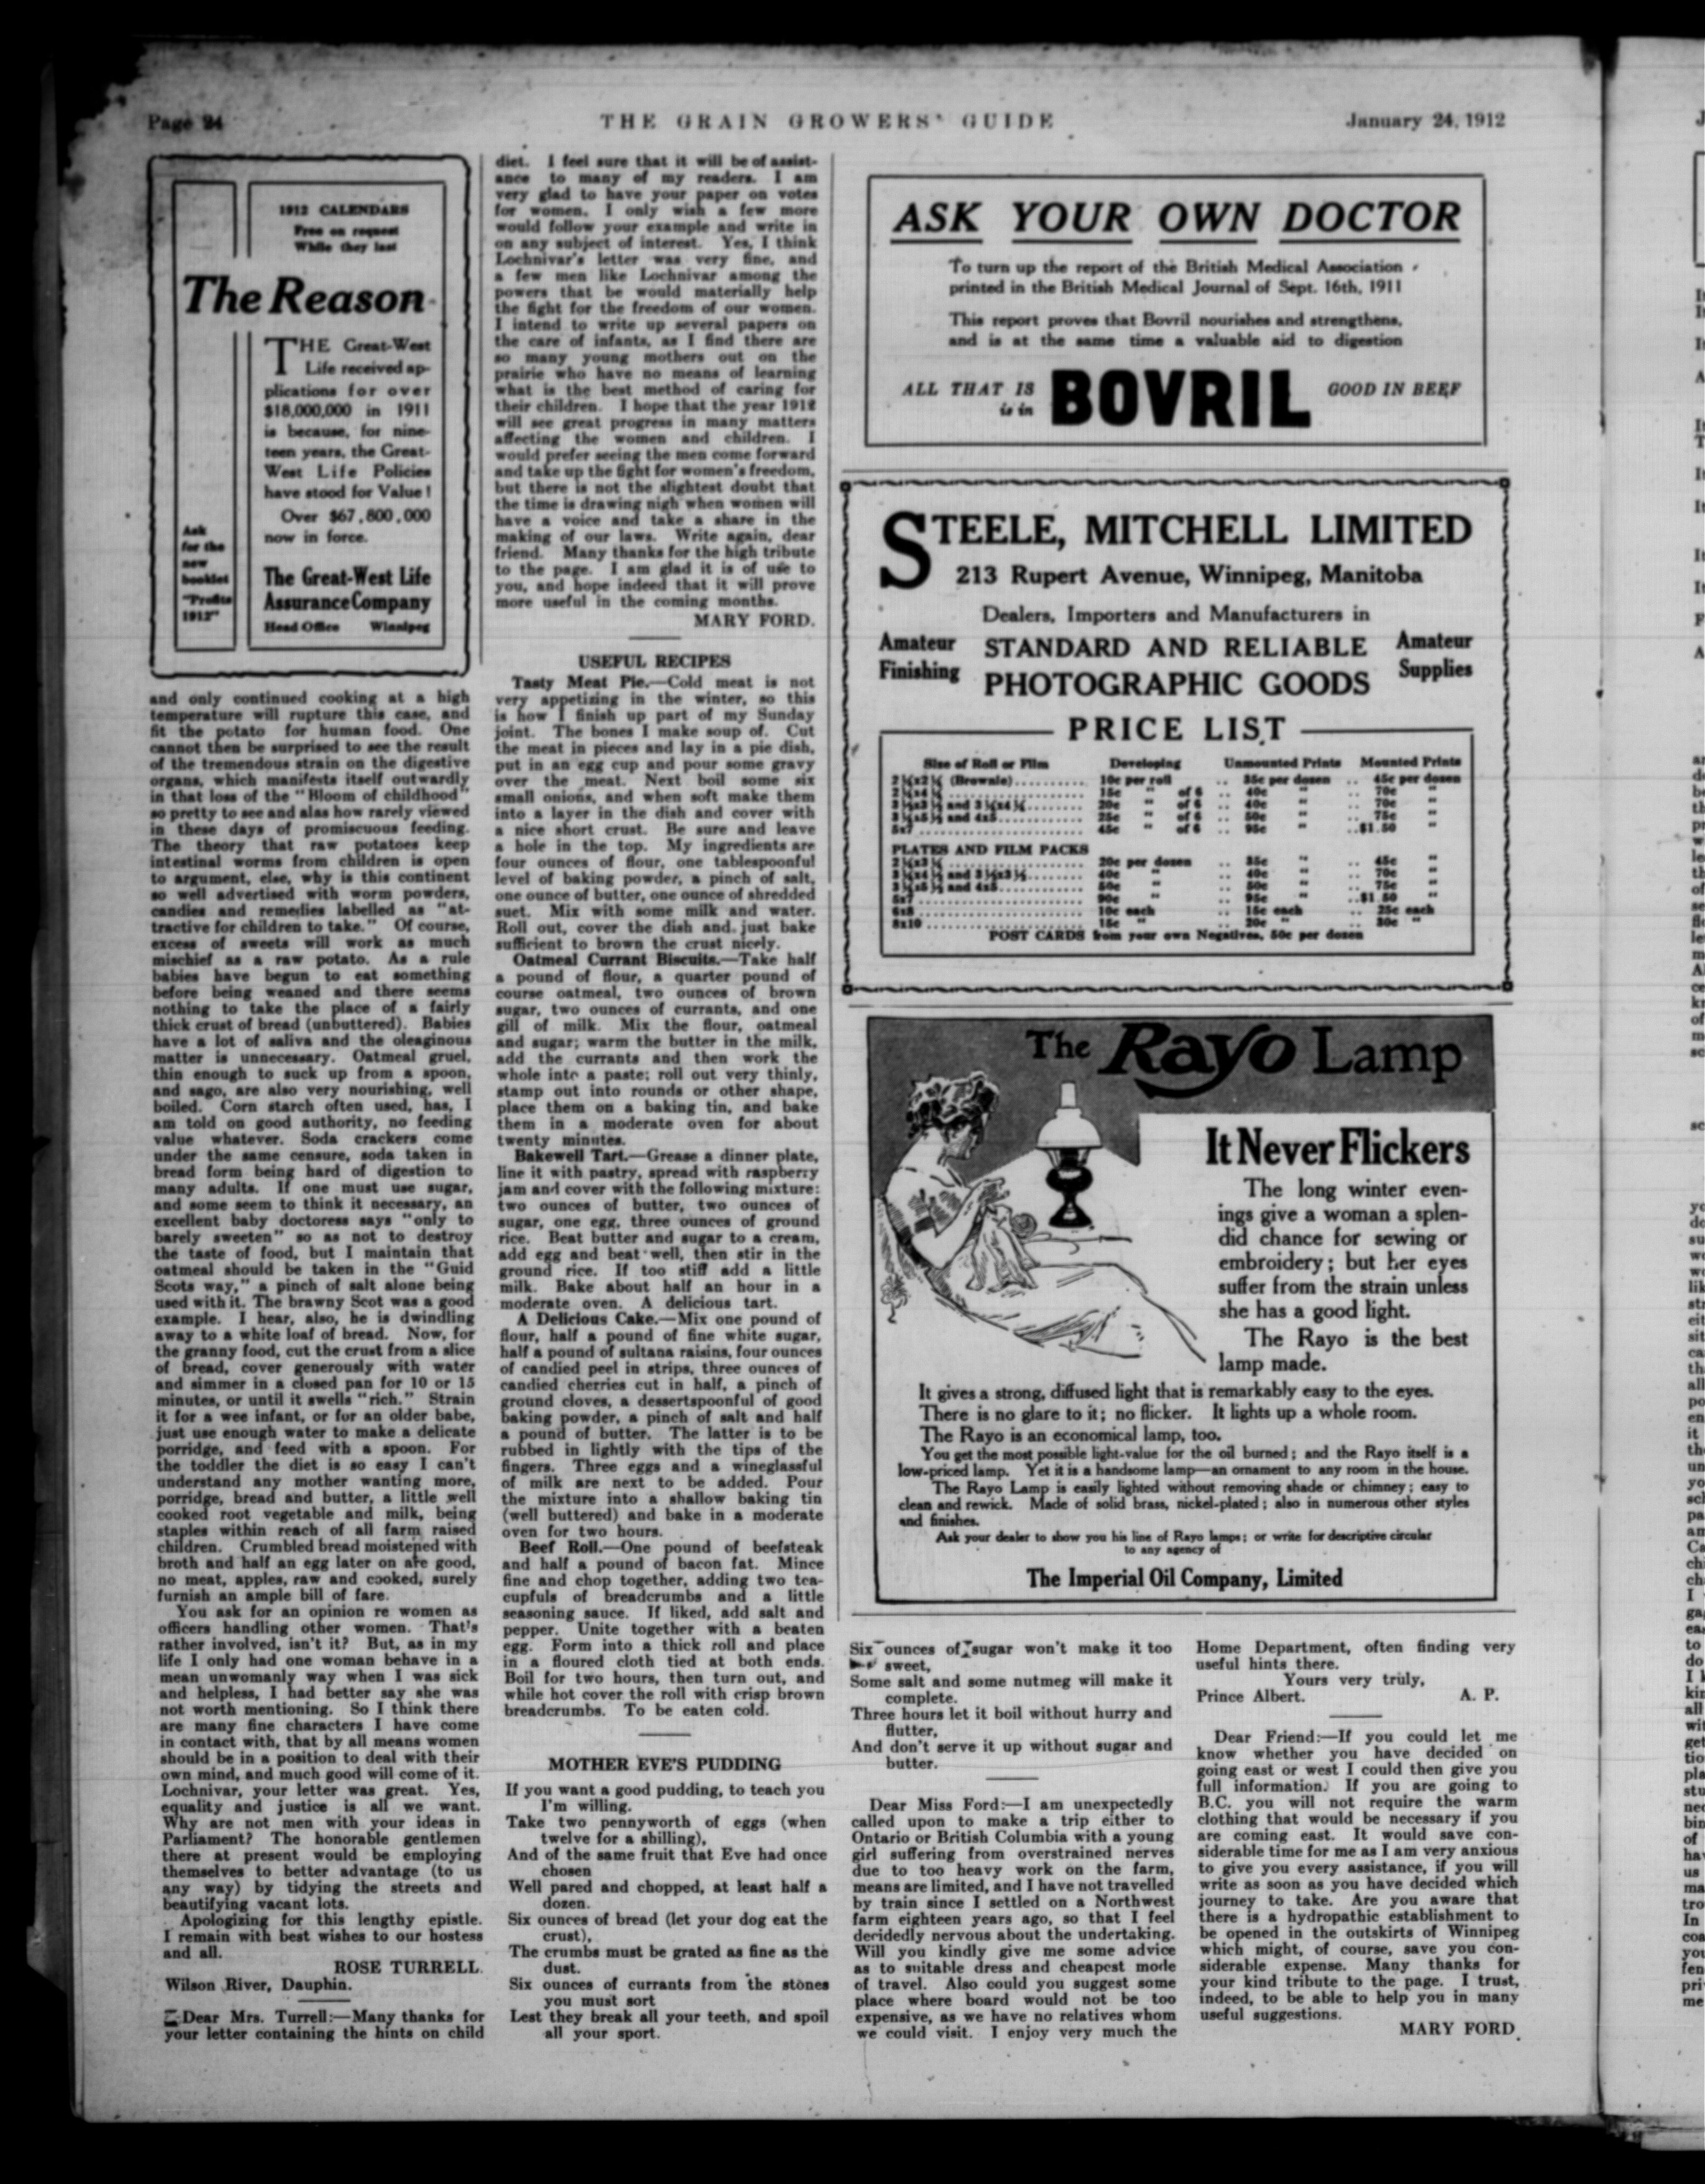 Page 24
THE GRAIN GROWERS' GUIDE
January 24, 1912
1912 CALENDARS
Free on request
While they last
The Reason
THE Great-West
Life received ap-
plications for over
$18,000,000 in 1911
is because, for nine-
teen years, the Great-
West Life Policies
have stood for Value!
Over $67,800,000
now in force.
The Great-West Life
Assurance Company
Head Office Winnipeg
Ask
for the
new
booklet
"Profits
1912"
and only continued cooking at a high
temperature will rupture this case, and
fit the potato for human food. One
cannot then be surprised to see the result
of the tremendous strain on the digestive
organs, which manifests itself outwardly
in that loss of the "Bloom of childhood"
so pretty to see and alas how rarely viewed
in these days of promiscuous feeding.
The theory that raw potatoes keep
intestinal worms from children is open
to argument, else, why is this continent
so well advertised with worm powders,
candies and remedies labelled as "at-
tractive for children to take." Of course,
excess of sweets will work as much
mischief as a raw potato. As a rule
babies have begun to eat something
before being weaned and there seems
nothing to take the place of a fairly
thick crust of bread (unbuttered). Babies
have a lot of saliva and the oleaginous
matter is unnecessary. Oatmeal gruel,
thin enough to suck up from a spoon,
and sago, are also very nourishing, well
boiled. Corn starch often used, has, I
am told on good authority, no feeding
value whatever. Soda crackers come
under the same censure, soda taken in
bread form being hard of digestion to
many adults. If one must use sugar,
and some seem to think it necessary, an
excellent baby doctoress says "only to
barely sweeten" so as not to destroy
the taste of food, but I maintain that
oatmeal should be taken in the "Guid
Scots way," a pinch of salt alone being
used with it. The brawny Scot was a good
example. I hear, also, he is dwindling
away to a white loaf of bread. Now, for
the granny food, cut the crust from a slice
of bread, cover generously with water
and simmer in a closed pan for 10 or 15
minutes, or until it swells "rich." Strain
it for a wee infant, or for an older babe,
just use enough water to make a delicate
porridge, and feed with a spoon. For
the toddler the diet is so easy I can't
understand any mother wanting more,
porridge, bread and butter, a little well
cooked root vegetable and milk, being
staples within reach of all farm raised
children. Crumbled bread moistened with
broth and half an egg later on are good,
no meat, apples, raw and cooked, surely
furnish an ample bill of fare.
You ask for an opinion re women as
officers handling other women. That's
rather involved, isn't it? But, as in my
life I only had one woman behave in a
mean unwomanly way when I was sick
and helpless, I had better say she was
not worth mentioning. So I think there
are many fine characters I have come
in contact with, that by all means women
should be in a position to deal with their
own mind, and much good will come of it.
Lochnivar, your letter was great. Yes,
equality and justice is all we want.
Why are not men with your ideas in
Parliament? The honorable gentlemen
there at present would be employing
themselves to better advantage (to us
any way) by tidying the streets and
beautifying vacant lots.
Apologizing for this lengthy epistle.
I remain with best wishes to our hostess
and all.
ROSE TURRELL.
Wilson River, Dauphin.
Dear Mrs. Turrell:—Many thanks for
your letter containing the hints on child
diet. I feel sure that it will be of assist-
ance to many of my readers. I am
very glad to have your paper on votes
for women. I only wish a few more
would follow your example and write in
on any subject of interest. Yes, I think
Lochnivar's letter was very fine, and
a few men like Lochnivar among the
powers that be would materially help
the fight for the freedom of our women.
I intend to write up several papers on
the care of infants, as I find there are
so many young mothers out on the
prairie who have no means of learning
what is the best method of caring for
their children. I hope that the year 1912
will see great progress in many matters
affecting the women and children. I
would prefer seeing the men come forward
and take up the fight for women's freedom,
but there is not the slightest doubt that
the time is drawing nigh when women will
have a voice and take a share in the
making of our laws. Write again, dear
friend. Many thanks for the high tribute
to the page. I am glad it is of use to
you, and hope indeed that it will prove
more useful in the coming months.
MARY FORD.
USEFUL RECIPES
Tasty Meat Pie.—Cold meat is not
very appetizing in the winter, so this
is how I finish up part of my Sunday
joint. The bones I make soup of. Cut
the meat in pieces and lay in a pie dish,
put in an egg cup and pour some gravy
over the meat. Next boil some six
small onions, and when soft make them
into a layer in the dish and cover with
a nice short crust. Be sure and leave
a hole in the top. My ingredients are
four ounces of flour, one tablespoonful
level of baking powder, a pinch of salt,
one ounce of butter, one ounce of shredded
suet. Mix with some milk and water.
Roll out, cover the dish and just bake
sufficient to brown the crust nicely.
Oatmeal Currant Biscuits.—Take half
a pound of flour, a quarter pound of
course oatmeal, two ounces of brown
sugar, two ounces of currants, and one
gill of milk. Mix the flour, oatmeal
and sugar; warm the butter in the milk,
add the currants and then work the
whole into a paste; roll out very thinly,
stamp out into rounds or other shape,
place them on a baking tin, and bake
them in a moderate oven for about
twenty minutes.
Bakewell Tart.—Grease a dinner plate,
line it with pastry, spread with raspberry
jam and cover with the following mixture:
two ounces of butter, two ounces of
sugar, one egg, three ounces of ground
rice. Beat butter and sugar to a cream,
add egg and beat well, then stir in the
ground rice. If too stiff add a little
milk. Bake about half an hour in a
moderate oven. A delicious tart.
A Delicious Cake.—Mix one pound of
flour, half a pound of fine white sugar,
half a pound of sultana raisins, four ounces
of candied peel in strips, three ounces of
candied cherries cut in half, a pinch of
ground cloves, a dessertspoonful of good
baking powder, a pinch of salt and half
a pound of butter. The latter is to be
rubbed in lightly with the tips of the
fingers. Three eggs and a wineglassful
of milk are next to be added. Pour
the mixture into a shallow baking tin
(well buttered) and bake in a moderate
oven for two hours.
Beef Roll.—One pound of beefsteak
and half a pound of bacon fat. Mince
fine and chop together, adding two tea-
cupfuls of breadcrumbs and a little
seasoning sauce. If liked, add salt and
pepper. Unite together with a beaten
egg. Form into a thick roll and place
in a floured cloth tied at both ends.
Boil for two hours, then turn out, and
while hot cover the roll with crisp brown
breadcrumbs. To be eaten cold.
MOTHER EVE'S PUDDING
If you want a good pudding, to teach you
I'm willing.
Take two pennyworth of eggs (when
twelve for a shilling),
And of the same fruit that Eve had once
chosen
Well pared and chopped, at least half a
dozen.
Six ounces of bread (let your dog eat the
crust),
The crumbs must be grated as fine as the
dust.
Six ounces of currants from the stones
you must sort
Lest they break all your teeth, and spoil
all your sport.
ASK YOUR OWN DOCTOR
To turn up the report of the British Medical Association
printed in the British Medical Journal of Sept. 16th, 1911
This report proves that Bovril nourishes and strengthens,
and is at the same time a valuable aid to digestion
ALL THAT IS
is in
BOVRIL
GOOD IN BEEF
STEELE, MITCHELL LIMITED
213 Rupert Avenue, Winnipeg, Manitoba
Dealers, Importers and Manufacturers in
Amateur
Finishing
STANDARD AND RELIABLE
PHOTOGRAPHIC GOODS
Amateur
Supplies
PRICE LIST
Size of Roll or Film Developing Unmounted Prints Mounted Prints
2¼x2¼ (Brownie) 10c per roll 35c per dozen 45c per dozen
15c " of 6 40c " 70c "
20c " of 6 40c " 70c "
25c " of 6 50c " 75c "
5x7 45c " of 6 95c " $1.50 "
PLATES AND FILM PACKS
20c per dozen 35c " 45c "
40c " 40c " 70c "
50c " 50c " 75c "
5x7 90c " 95c " $1.50 "
6x8 10c each 15c each 25c each
8x10 15c " 20c " 30c "
POST CARDS from your own Negatives, 50c per dozen
The Rayo Lamp
It Never Flickers
The long winter even-
ings give a woman a splen-
did chance for sewing or
embroidery; but her eyes
suffer from the strain unless
she has a good light.
The Rayo is the best
lamp made.
It gives a strong, diffused light that is remarkably easy to the eyes.
There is no glare to it; no flicker. It lights up a whole room.
The Rayo is an economical lamp, too.
You get the most possible light-value for the oil burned; and the Rayo itself is a
low-priced lamp. Yet it is a handsome lamp—an ornament to any room in the house.
The Rayo Lamp is easily lighted without removing shade or chimney; easy to
clean and rewick. Made of solid brass, nickel-plated; also in numerous other styles
and finishes.
Ask your dealer to show you his line of Rayo lamps; or write for descriptive circular
to any agency of
The Imperial Oil Company, Limited
Six ounces of sugar won't make it too
sweet,
Some salt and some nutmeg will make it
complete.
Three hours let it boil without hurry and
flutter,
And don't serve it up without sugar and
butter.
Dear Miss Ford:—I am unexpectedly
called upon to make a trip either to
Ontario or British Columbia with a young
girl suffering from overstrained nerves
due to too heavy work on the farm,
means are limited, and I have not travelled
by train since I settled on a Northwest
farm eighteen years ago, so that I feel
decidedly nervous about the undertaking.
Will you kindly give me some advice
as to suitable dress and cheapest mode
of travel. Also could you suggest some
place where board would not be too
expensive, as we have no relatives whom
we could visit. I enjoy very much the
Home Department, often finding very
useful hints there.
Yours very truly,
Prince Albert. A. P.
Dear Friend:—If you could let me
know whether you have decided on
going east or west I could then give you
full information. If you are going to
B.C. you will not require the warm
clothing that would be necessary if you
are coming east. It would save con-
siderable time for me as I am very anxious
to give you every assistance, if you will
write as soon as you have decided which
journey to take. Are you aware that
there is a hydropathic establishment to
be opened in the outskirts of Winnipeg
which might, of course, save you con-
siderable expense. Many thanks for
your kind tribute to the page. I trust,
indeed, to be able to help you in many
useful suggestions.
MARY FORD.